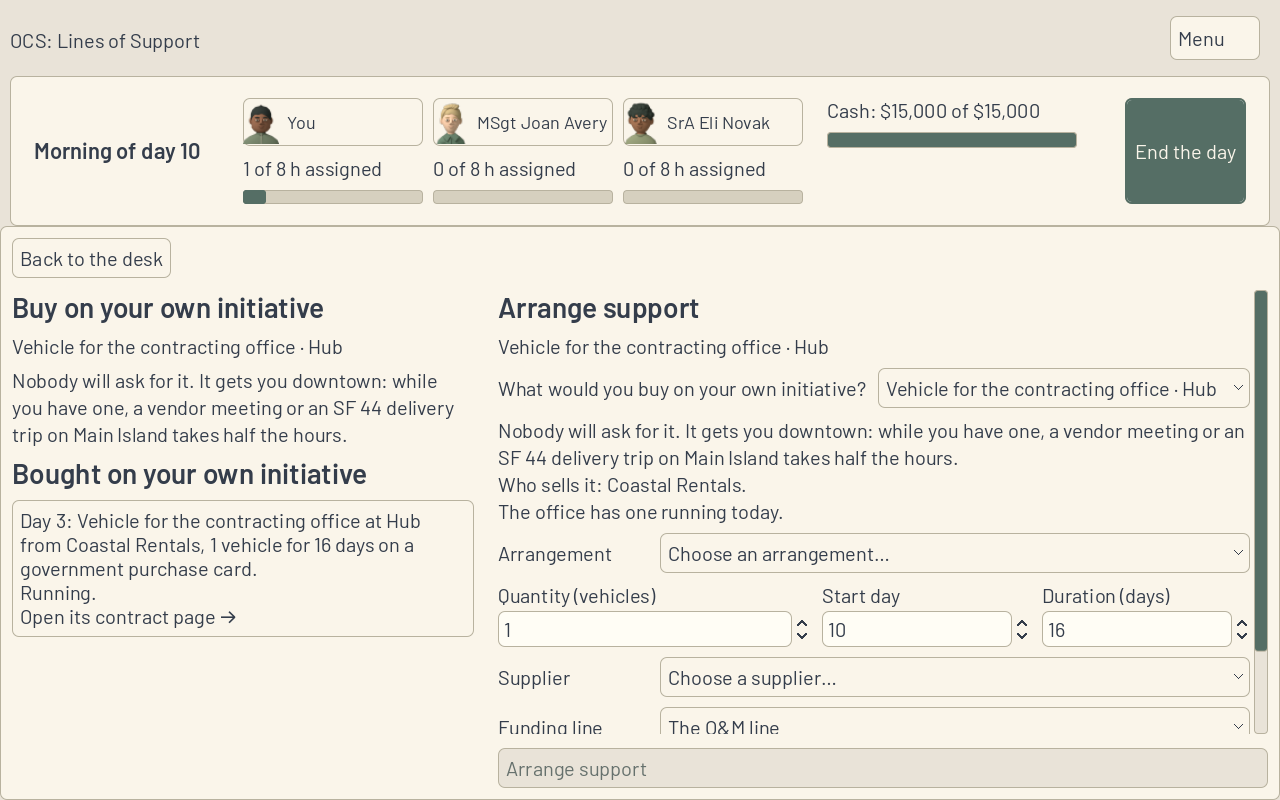 OCS: Lines of Support
Menu
Morning of day 10
You
1 of 8 h assigned
MSgt Joan Avery
0 of 8 h assigned
SrA Eli Novak
0 of 8 h assigned
Cash: $15,000 of $15,000
End the day
Back to the desk
Buy on your own initiative
Vehicle for the contracting office · Hub
Nobody will ask for it. It gets you downtown: while
you have one, a vendor meeting or an SF 44 delivery
trip on Main Island takes half the hours.
Bought on your own initiative
Day 3: Vehicle for the contracting office at Hub
from Coastal Rentals, 1 vehicle for 16 days on a
government purchase card.
Running.
Open its contract page →
Arrange support
Vehicle for the contracting office · Hub
What would you buy on your own initiative?
Vehicle for the contracting office · Hub
Nobody will ask for it. It gets you downtown: while you have one, a vendor meeting or an
SF 44 delivery trip on Main Island takes half the hours.
Who sells it: Coastal Rentals.
The office has one running today.
Arrangement
Choose an arrangement...
Quantity (vehicles)
Start day
Duration (days)
1
10
16
Supplier
Choose a supplier...
Funding line
The O&M line
Arrange support